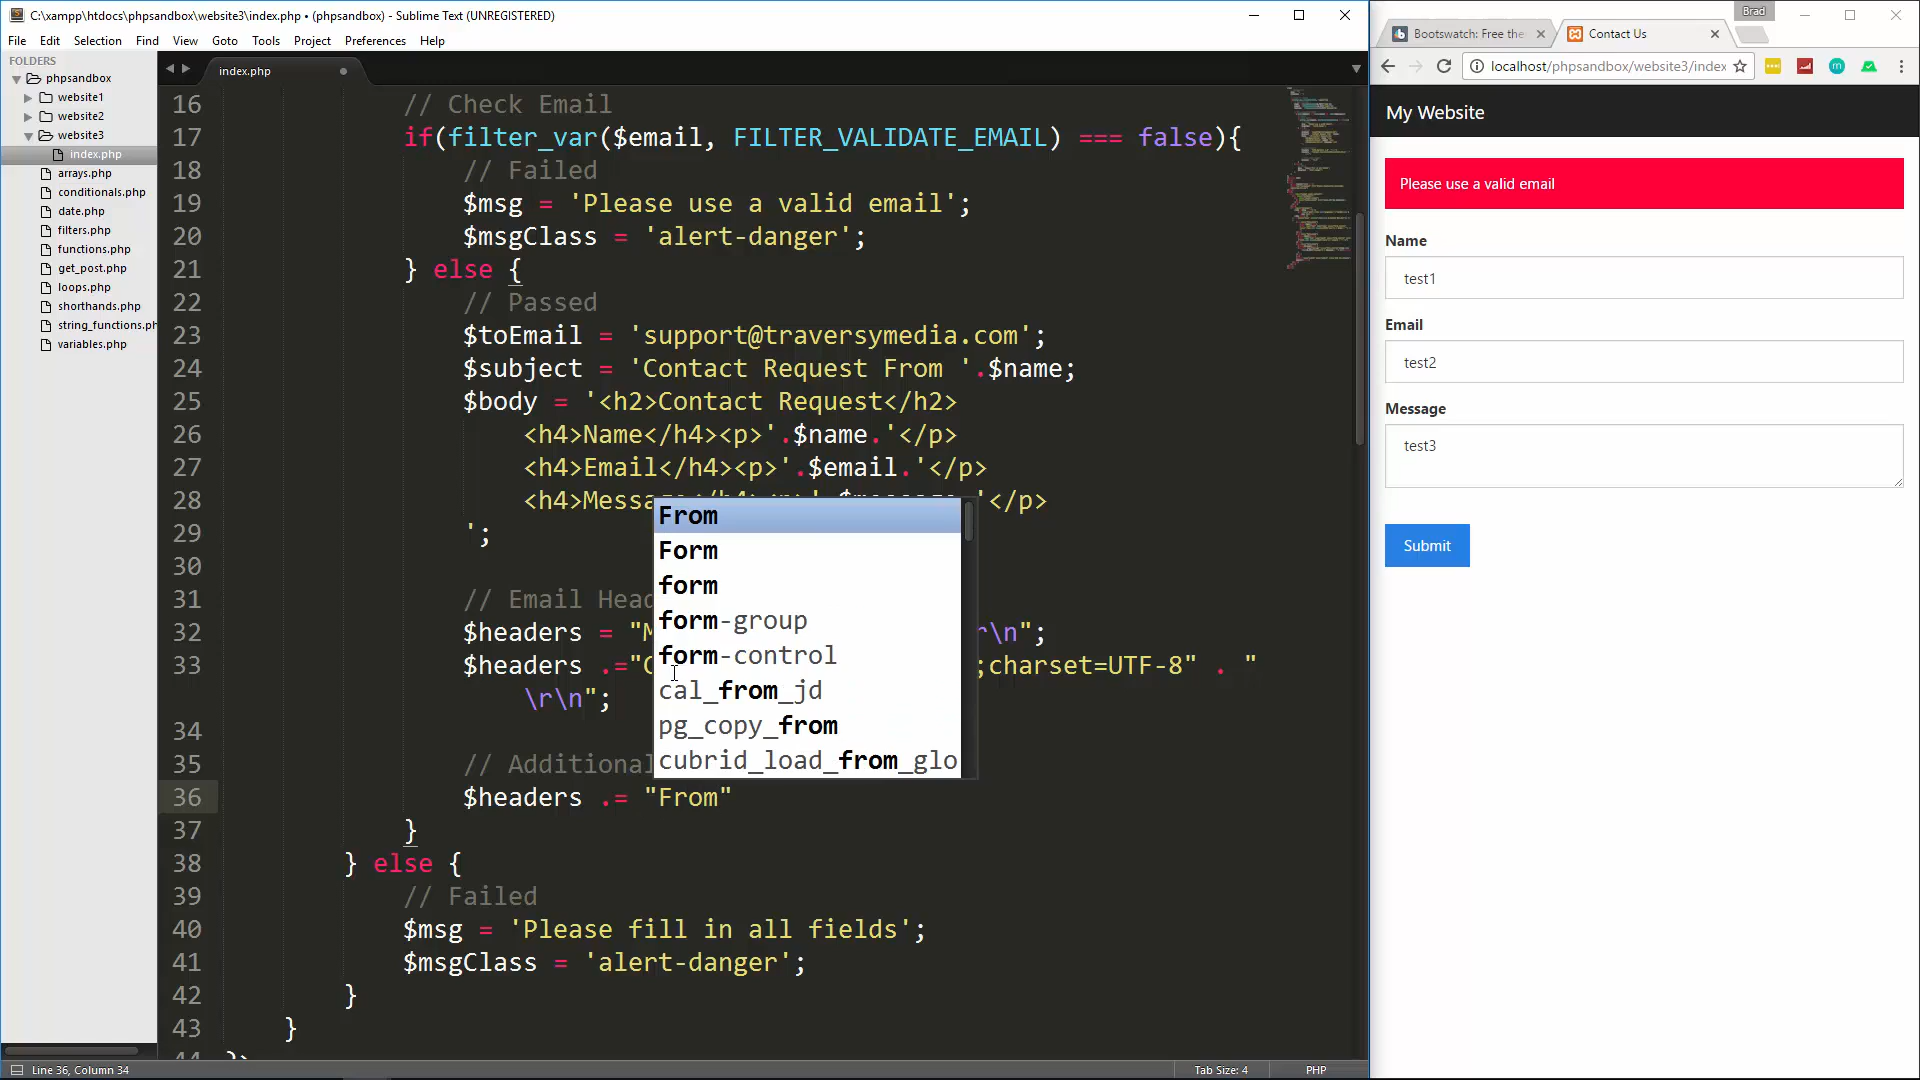 C:\xampp\htdocs\phpsandbox\website3\index.php • (phpsandbox) - Sublime Text (UNREGISTERED)
File Edit Selection Find View Goto Tools Project Preferences Help
FOLDERS
phpsandbox
website1
website2
website3
index.php
arrays.php
conditionals.php
date.php
filters.php
functions.php
get_post.php
loops.php
shorthands.php
string_functions.ph
variables.php
index.php
16 // Check Email
17 if(filter_var($email, FILTER_VALIDATE_EMAIL) === false){
18 // Failed
19 $msg = 'Please use a valid email';
20 $msgClass = 'alert-danger';
21 } else {
22 // Passed
23 $toEmail = 'support@traversymedia.com';
24 $subject = 'Contact Request From '.$name;
25 $body = '<h2>Contact Request</h2>
26 <h4>Name</h4><p>'.$name.'</p>
27 <h4>Email</h4><p>'.$email.'</p>
28 <h4>Messa '</p>
29 ';
30
31 // Email Hea
32 $headers = "M r\n";
33 $headers .="C ;charset=UTF-8" . "
\r\n";
34
35 // Additional
36 $headers .= "From"
37 }
38 } else {
39 // Failed
40 $msg = 'Please fill in all fields';
41 $msgClass = 'alert-danger';
42 }
43 }
From
Form
form
form-group
form-control
cal_from_jd
pg_copy_from
cubrid_load_from_glo
Line 36, Column 34
Tab Size: 4
PHP
Brad
Bootswatch: Free the
Contact Us
localhost/phpsandbox/website3/index
My Website
Please use a valid email
Name
test1
Email
test2
Message
test3
Submit